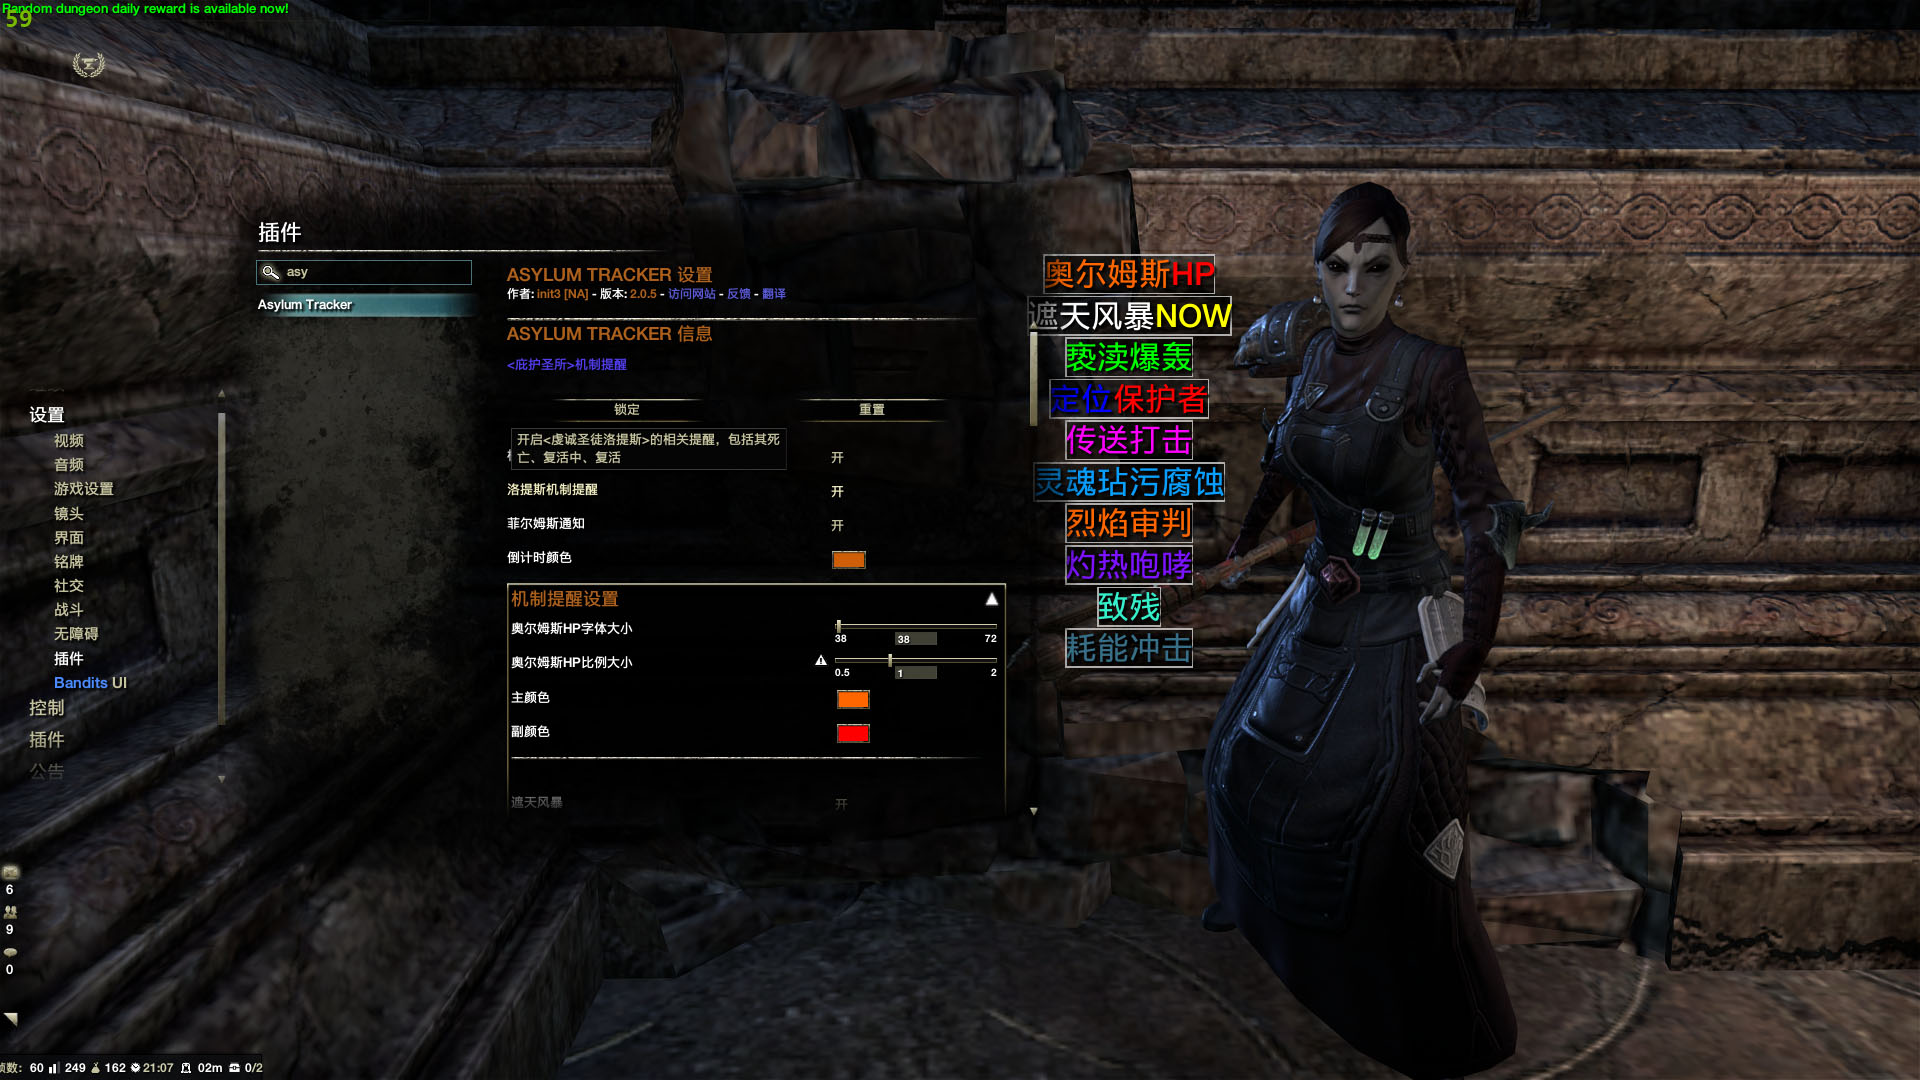 Random dungeon daily reward is available now!
59
插件
asy
Asylum Tracker
设置
视频
音频
游戏设置
镜头
界面
铭牌
社交
战斗
无障碍
插件
Bandits UI
控制
插件
公告
ASYLUM TRACKER 设置
作者: init3 [NA] - 版本: 2.0.5 - 访问网站 - 反馈 - 翻译
ASYLUM TRACKER 信息
<庇护圣所>机制提醒
锁定 重置
开启<虔诚圣徒洛提斯>的相关提醒，包括其死
亡、复活中、复活
开
洛提斯机制提醒 开
菲尔姆斯通知 开
倒计时颜色
机制提醒设置
奥尔姆斯HP字体大小
38 38 72
奥尔姆斯HP比例大小
0.5 1 2
主颜色
副颜色
遮天风暴 开
奥尔姆斯HP
遮天风暴NOW
亵渎爆轰
定位保护者
传送打击
灵魂玷污腐蚀
烈焰审判
灼热咆哮
致残
耗能冲击
6
9
0
帧数: 60 249 162 21:07 02m 0/2